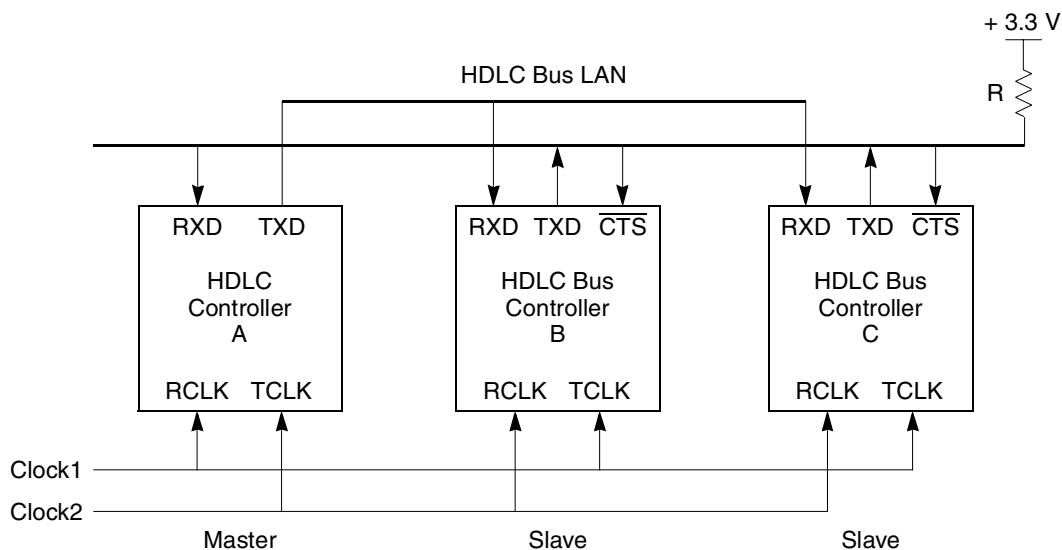 + 3.3 V
HDLC Bus LAN
R
RXD TXD
RXD TXD CTS
RXD TXD CTS
HDLC
Controller
A
HDLC Bus
Controller
B
HDLC Bus
Controller
C
RCLK TCLK
RCLK TCLK
RCLK TCLK
Clock1
Clock2
Master
Slave
Slave